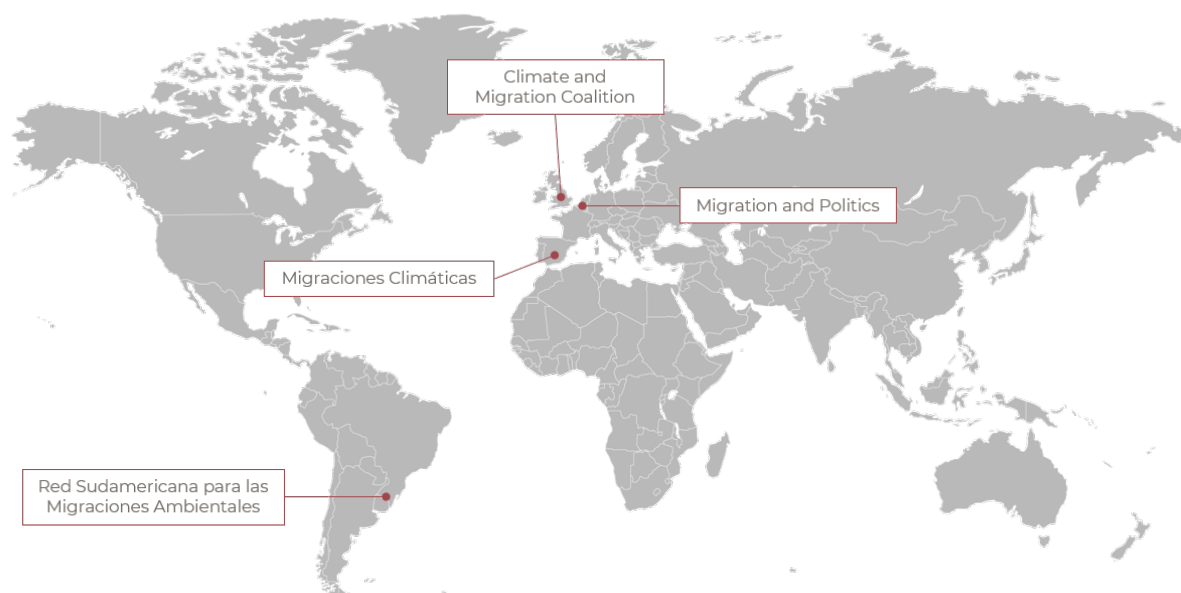 Climate and
Migration Coalition
Migration and Politics
Migraciones Climáticas
Red Sudamericana para las
Migraciones Ambientales